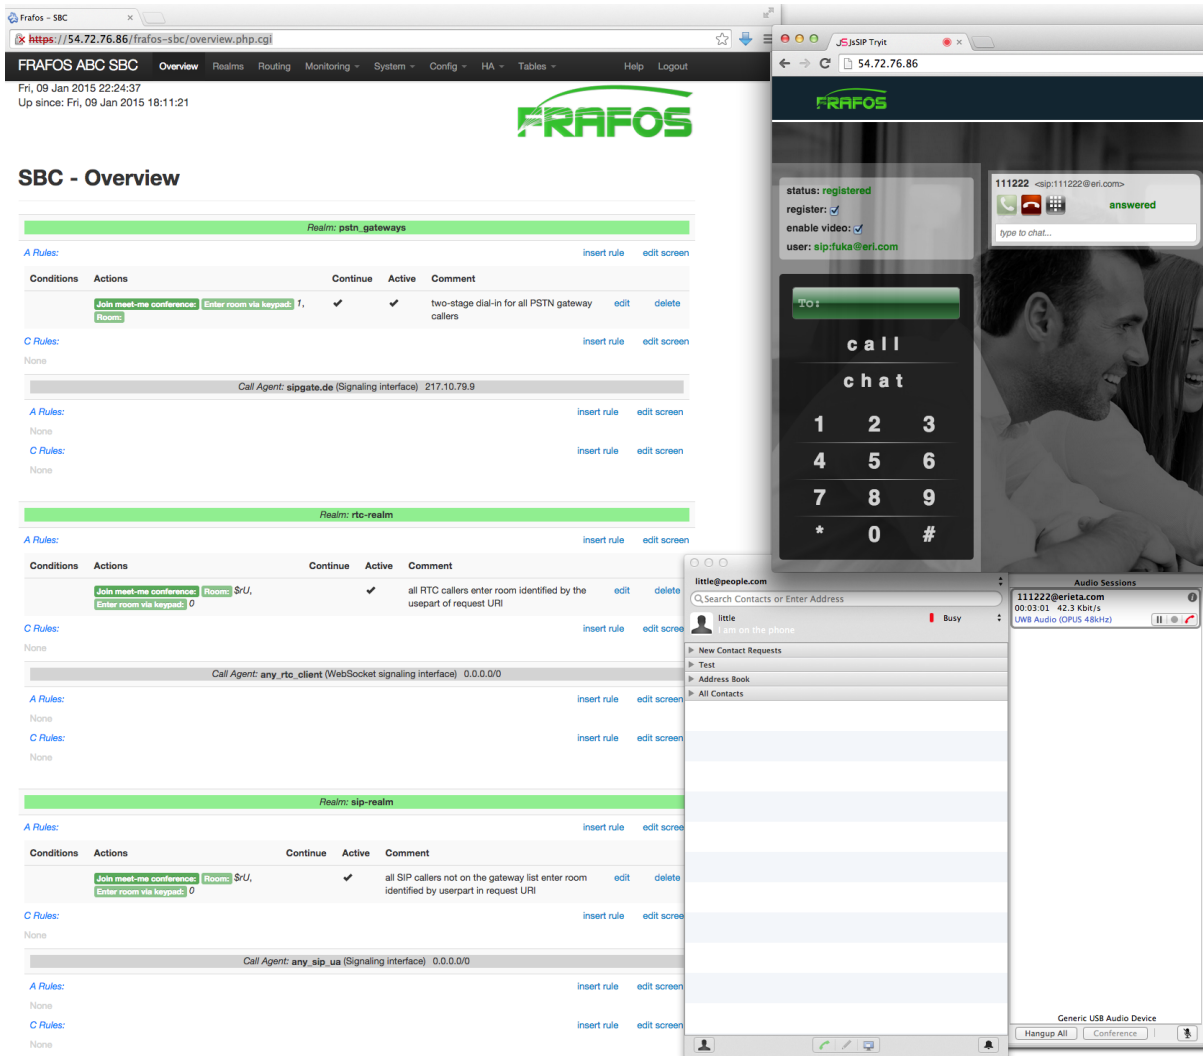 Frafos - SBC
https://54.72.76.86/frafos-sbc/overview.php.cgi
FRAFOS ABC SBC Overview Realms Routing Monitoring System Config HA Tables Help Logout
Fri, 09 Jan 2015 22:24:37
Up since: Fri, 09 Jan 2015 18:11:21
FRAFOS
SBC - Overview
Realm: pstn_gateways
A Rules: insert rule edit screen
Conditions Actions Continue Active Comment
Join meet-me conference: Enter room via keypad: 1, two-stage dial-in for all PSTN gateway edit delete
Room: callers
C Rules: insert rule edit screen
None
Call Agent: sipgate.de (Signaling interface) 217.10.79.9
A Rules: insert rule edit screen
None
C Rules: insert rule edit screen
None
Realm: rtc-realm
A Rules: insert rule edit screen
Conditions Actions Continue Active Comment
Join meet-me conference: Room: $rU, all RTC callers enter room identified by the edit delete
Enter room via keypad: 0 usepart of request URI
C Rules: insert rule edit screen
None
Call Agent: any_rtc_client (WebSocket signaling interface) 0.0.0.0/0
A Rules: insert rule edit screen
None
C Rules: insert rule edit screen
None
Realm: sip-realm
A Rules: insert rule edit scree
Conditions Actions Continue Active Comment
Join meet-me conference: Room: $rU, all SIP callers not on the gateway list enter room edit delete
Enter room via keypad: 0 identified by userpart in request URI
C Rules: insert rule edit scree
None
Call Agent: any_sip_ua (Signaling interface) 0.0.0.0/0
A Rules: insert rule edit screen
None
C Rules: insert rule edit screen
None
JsSIP Tryit
54.72.76.86
FRAFOS
status: registered
register:
enable video:
user: sip:fuka@eri.com
111222 <sip:111222@eri.com>
answered
type to chat...
To:
call
chat
1 2 3
4 5 6
7 8 9
* 0 #
little@people.com
Search Contacts or Enter Address
little Busy
I am on the phone
New Contact Requests
Test
Address Book
All Contacts
Audio Sessions
111222@erieta.com
00:03:01 42.3 Kbit/s
UWB Audio (OPUS 48kHz)
Generic USB Audio Device
Hangup All Conference